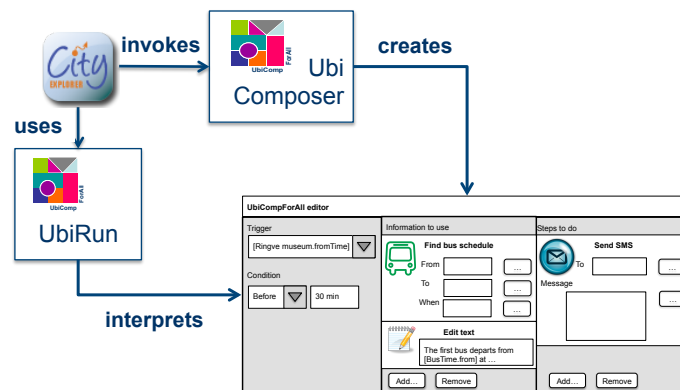 invokes
creates
City
EXPLORER
UbiComp
ForAll
Ubi
Composer
uses
UbiComp
ForAll
UbiRun
interprets
UbiCompForAll editor
Trigger
[Ringve museum.fromTime]
Condition
Before
30 min
Information to use
Find bus schedule
From
...
To
...
When
...
Edit text
The first bus departs from
[BusTime.from] at ...
Add...
Remove
Steps to do
Send SMS
To
...
Message
...
Add...
Remove